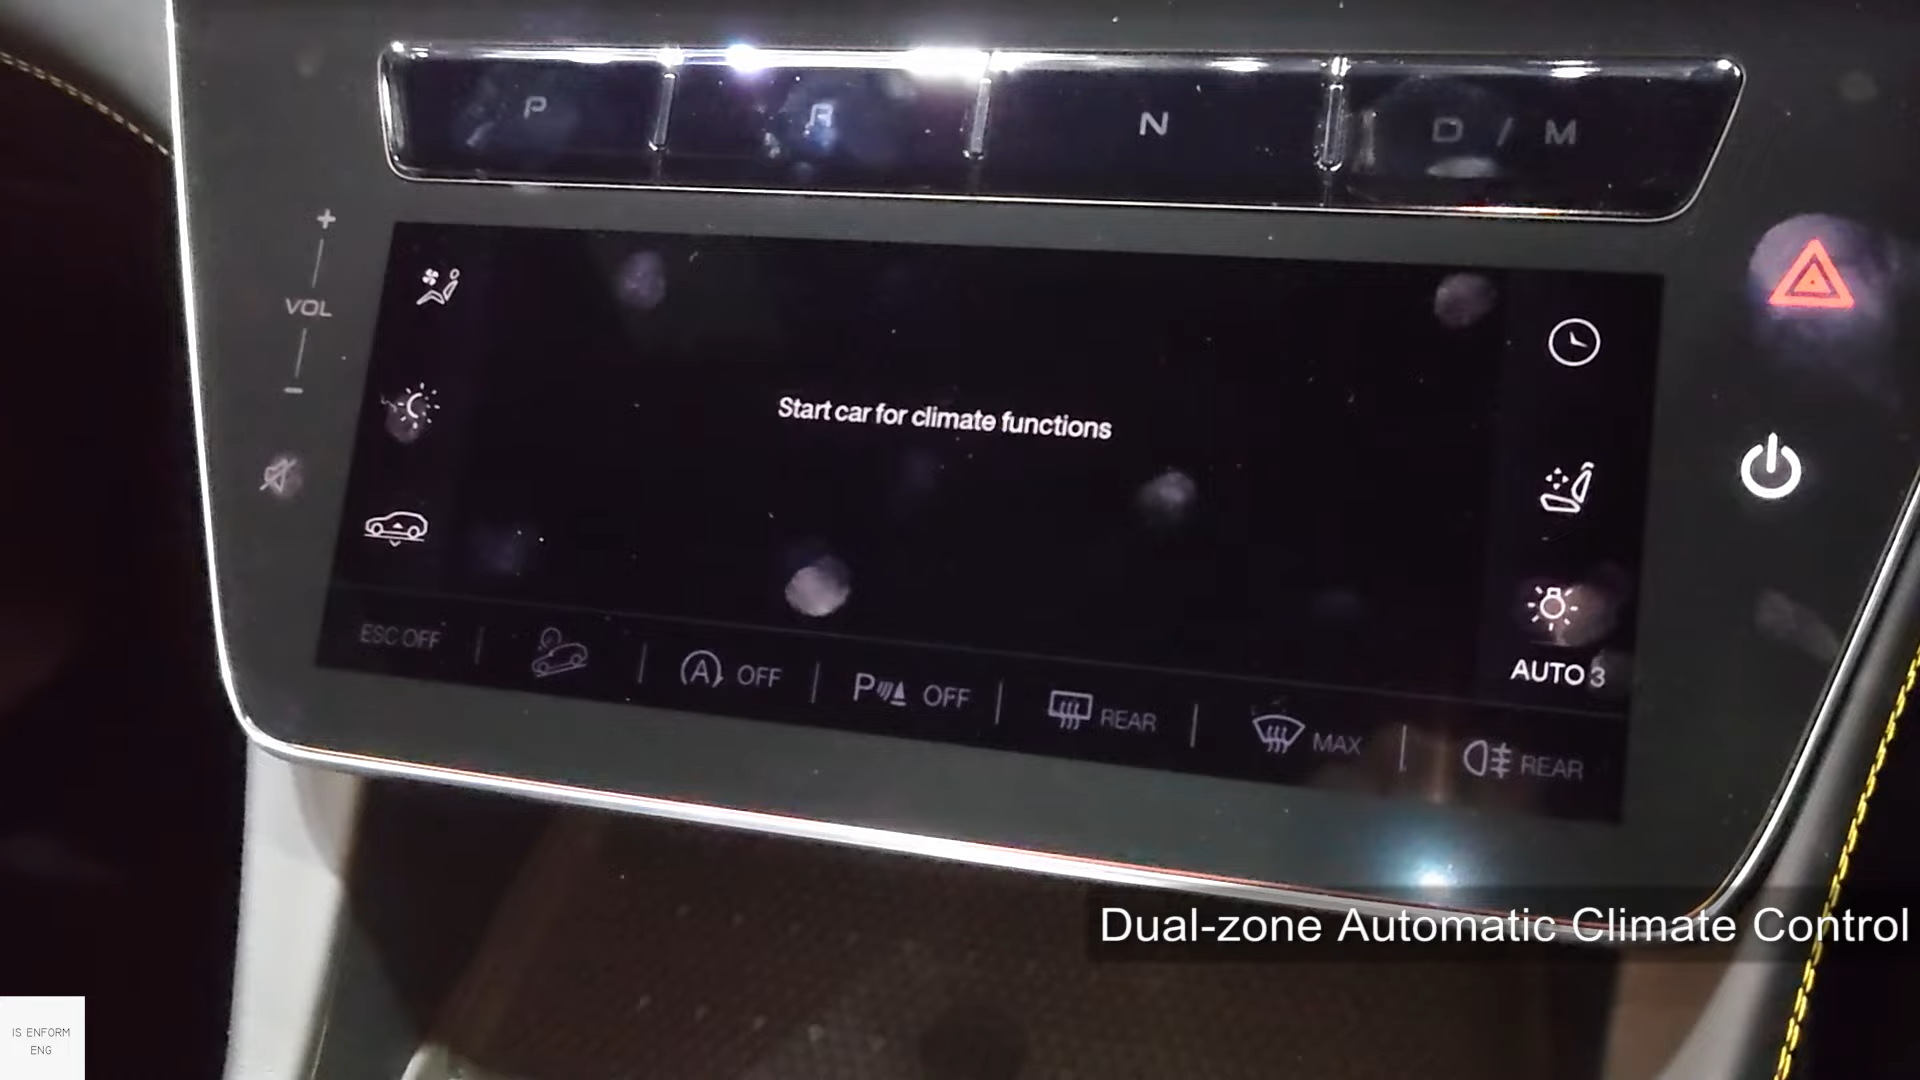 P R N D / M
+
VOL
-
Start car for climate functions
AUTO 3
ESC OFF
A OFF
P OFF
REAR
MAX
REAR
Dual-zone Automatic Climate Control
IS ENFORM
ENG